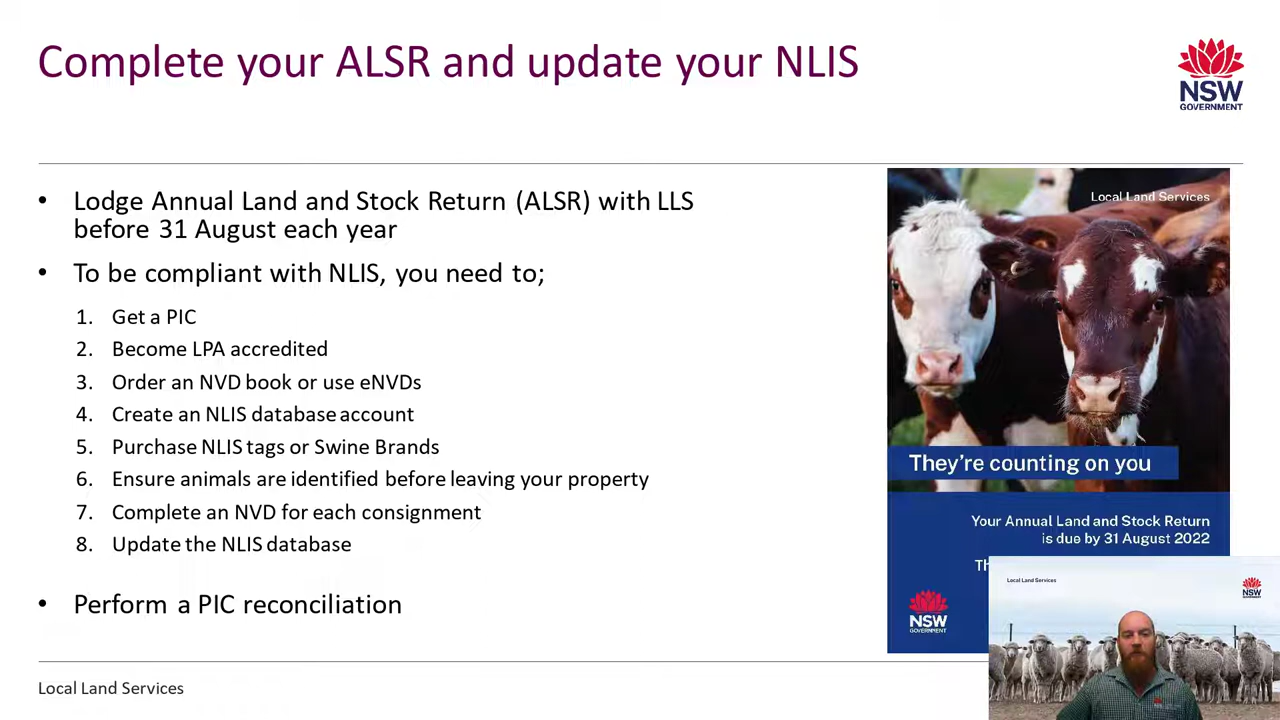 Complete your ALSR and update your NLIS
NSW
GOVERNMENT
• Lodge Annual Land and Stock Return (ALSR) with LLS
before 31 August each year
• To be compliant with NLIS, you need to;
1. Get a PIC
2. Become LPA accredited
3. Order an NVD book or use eNVDs
4. Create an NLIS database account
5. Purchase NLIS tags or Swine Brands
6. Ensure animals are identified before leaving your property
7. Complete an NVD for each consignment
8. Update the NLIS database
• Perform a PIC reconciliation
Local Land Services
They're counting on you
Your Annual Land and Stock Return
is due by 31 August 2022
NSW
GOVERNMENT
Local Land Services
NSW
Local Land Services